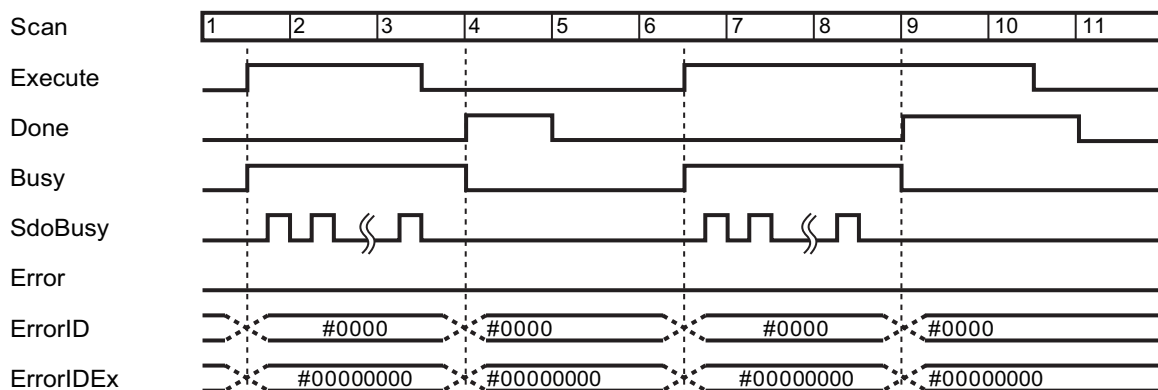 Scan 1 2 3 4 5 6 7 8 9 10 11
Execute
Done
Busy
SdoBusy
Error
ErrorID #0000 #0000 #0000 #0000
ErrorIDEx #00000000 #00000000 #00000000 #00000000